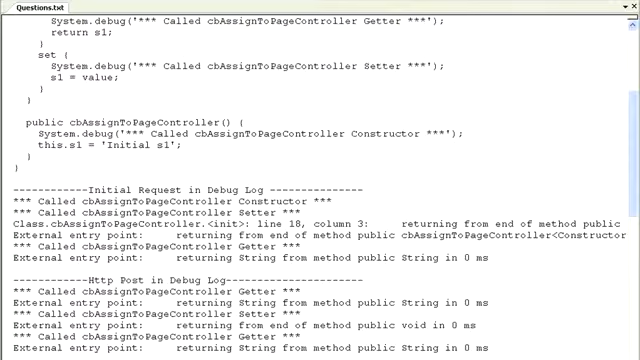 Questions.txt
System.debug('*** Called cbAssignToPageController Getter ***');
return s1;
}
set {
System.debug('*** Called cbAssignToPageController Setter ***');
s1 = value;
}
}
public cbAssignToPageController() {
System.debug('*** Called cbAssignToPageController Constructor ***');
this.s1 = 'Initial s1';
}
}
------------Initial Request in Debug Log ---------------
*** Called cbAssignToPageController Constructor ***
*** Called cbAssignToPageController Setter ***
Class.cbAssignToPageController.<init>: line 18, column 3: returning from end of method public
External entry point: returning from end of method public cbAssignToPageController<Constructor
*** Called cbAssignToPageController Getter ***
External entry point: returning String from method public String in 0 ms
------------Http Post in Debug Log----------------------
*** Called cbAssignToPageController Getter ***
External entry point: returning String from method public String in 0 ms
*** Called cbAssignToPageController Setter ***
External entry point: returning from end of method public void in 0 ms
*** Called cbAssignToPageController Getter ***
External entry point: returning String from method public String in 0 ms